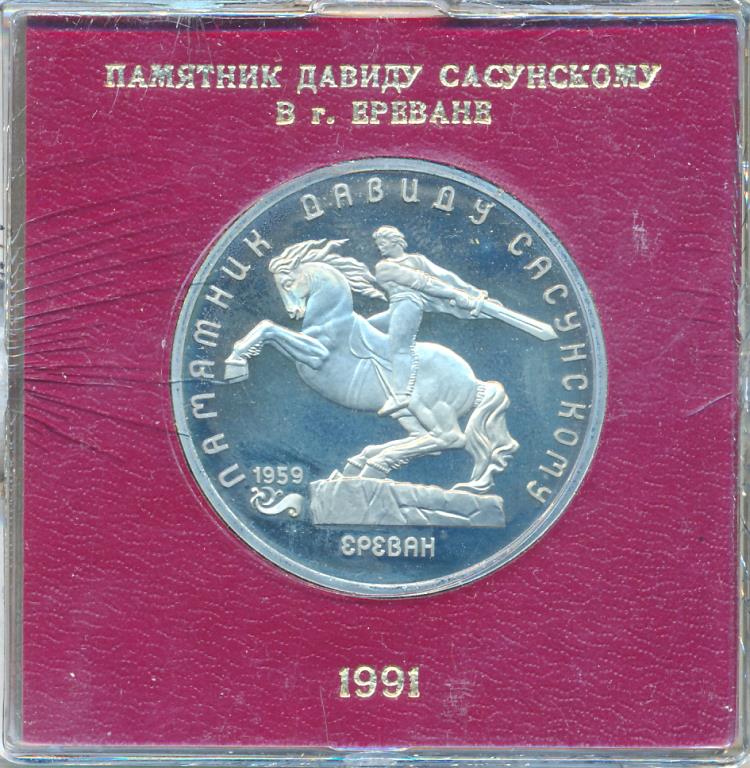 ПАМЯТНИК ДАВИДУ САСУНСКОМУ
В г. ЕРЕВАНЕ
ПАМЯТНИК ДАВИДУ САСУНСКОМУ
1959
ЕРЕВАН
1991